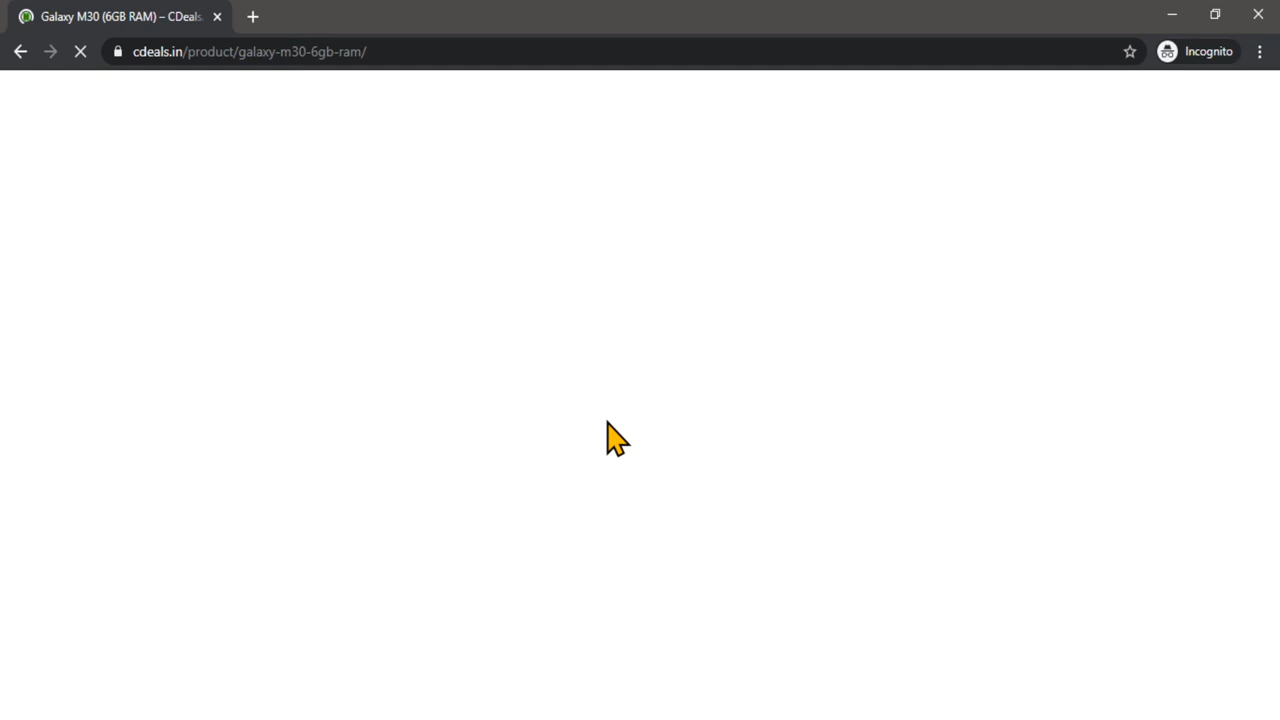 Galaxy M30 (6GB RAM) – CDeals.
cdeals.in/product/galaxy-m30-6gb-ram/
Incognito